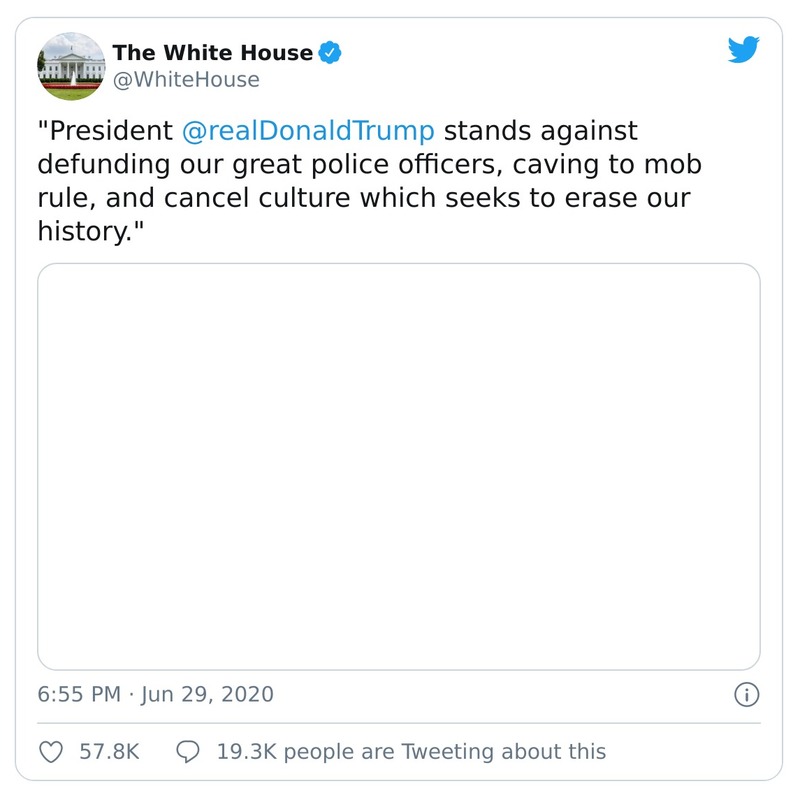 The White House
@WhiteHouse
"President @realDonaldTrump stands against
defunding our great police officers, caving to mob
rule, and cancel culture which seeks to erase our
history."
6:55 PM · Jun 29, 2020
57.8K 19.3K people are Tweeting about this